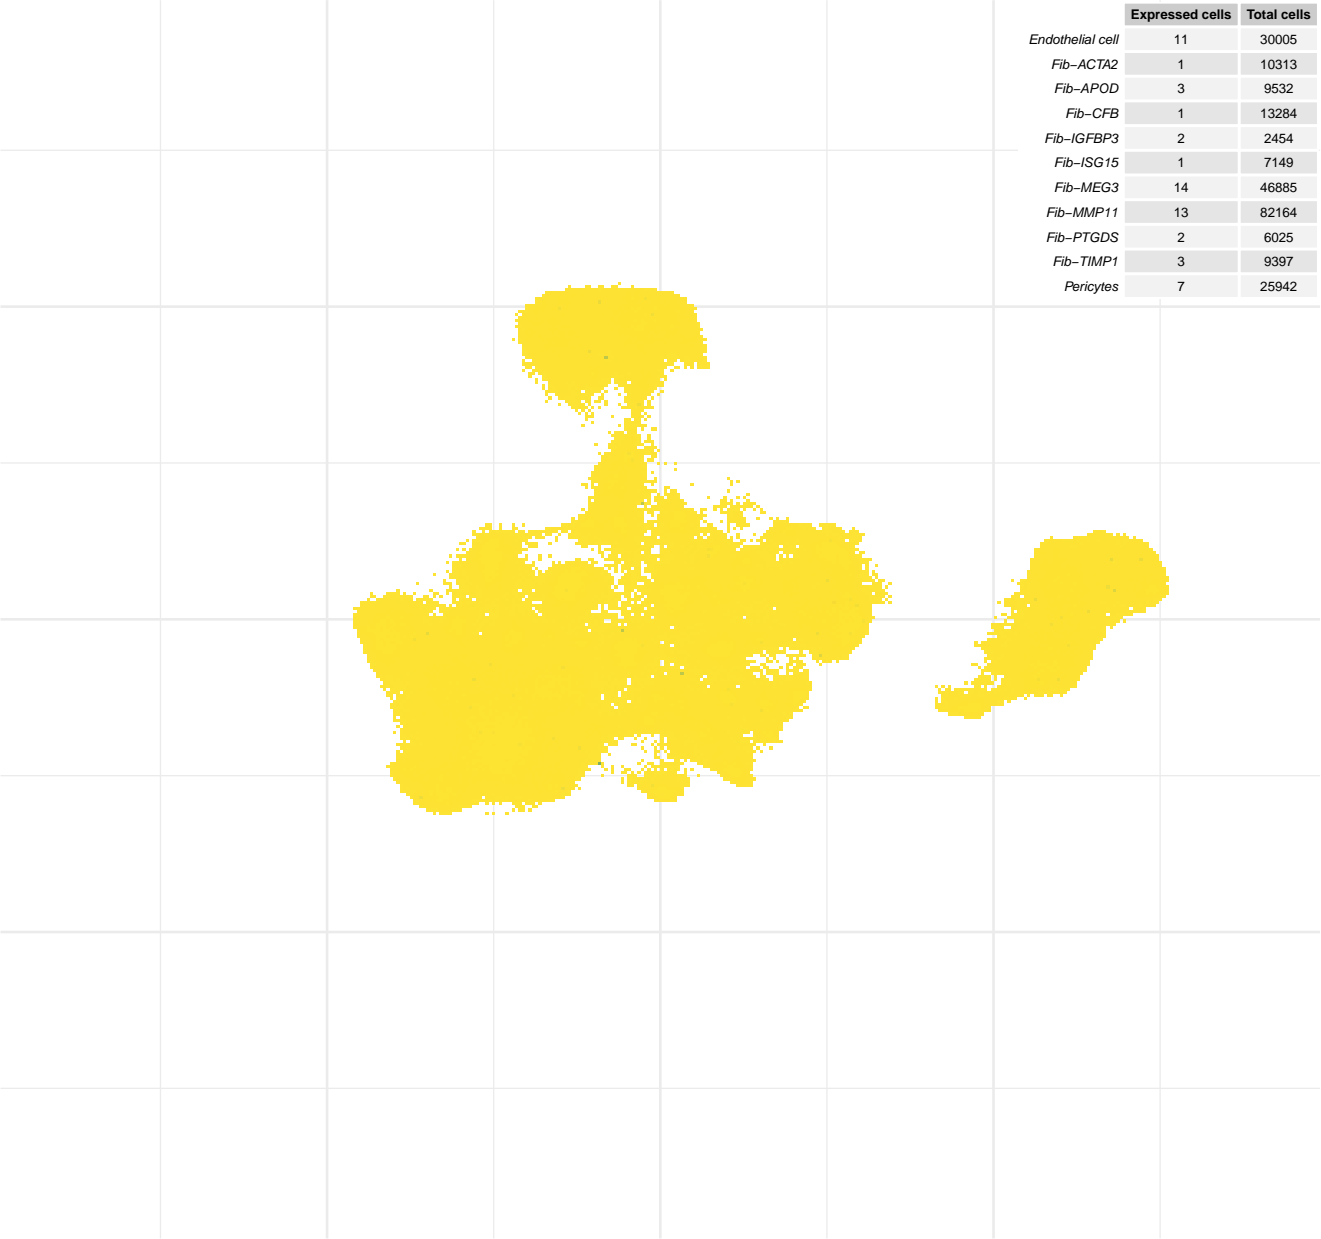 Expressed cells Total cells
Endothelial cell 11 30005
Fib−ACTA2 1 10313
Fib−APOD 3 9532
Fib−CFB 1 13284
Fib−IGFBP3 2 2454
Fib−ISG15 1 7149
Fib−MEG3 14 46885
Fib−MMP11 13 82164
Fib−PTGDS 2 6025
Fib−TIMP1 3 9397
Pericytes 7 25942